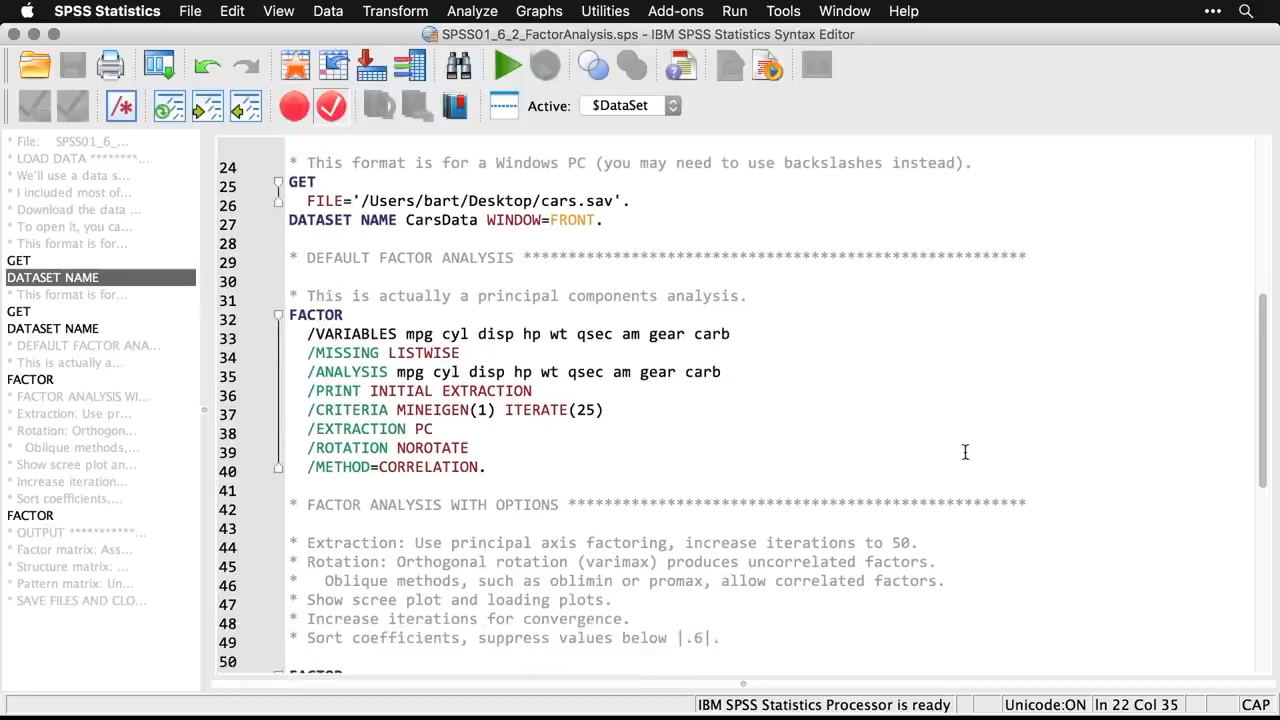 SPSS Statistics File Edit View Data Transform Analyze Graphs Utilities Add-ons Run Tools Window Help
SPSS01_6_2_FactorAnalysis.sps - IBM SPSS Statistics Syntax Editor
Active: $DataSet
* File: SPSS01_6_...
* LOAD DATA ********...
* We'll use a data s...
* I included most of...
* Download the data ...
* To open it, you ca...
* This format is for...
GET
DATASET NAME
* This format is for...
GET
DATASET NAME
* DEFAULT FACTOR ANA...
* This is actually a...
FACTOR
* FACTOR ANALYSIS WI...
* Extraction: Use pr...
* Rotation: Orthogon...
* Oblique methods,...
* Show scree plot an...
* Increase iteration...
* Sort coefficients,...
FACTOR
* OUTPUT ***********...
* Factor matrix: Ass...
* Structure matrix: ...
* Pattern matrix: Un...
* SAVE FILES AND CLO...
24 * This format is for a Windows PC (you may need to use backslashes instead).
25 GET
26 FILE='/Users/bart/Desktop/cars.sav'.
27 DATASET NAME CarsData WINDOW=FRONT.
28
29 * DEFAULT FACTOR ANALYSIS ********************************************************
30
31 * This is actually a principal components analysis.
32 FACTOR
33 /VARIABLES mpg cyl disp hp wt qsec am gear carb
34 /MISSING LISTWISE
35 /ANALYSIS mpg cyl disp hp wt qsec am gear carb
36 /PRINT INITIAL EXTRACTION
37 /CRITERIA MINEIGEN(1) ITERATE(25)
38 /EXTRACTION PC
39 /ROTATION NOROTATE
40 /METHOD=CORRELATION.
41
42 * FACTOR ANALYSIS WITH OPTIONS ***************************************************
43
44 * Extraction: Use principal axis factoring, increase iterations to 50.
45 * Rotation: Orthogonal rotation (varimax) produces uncorrelated factors.
46 * Oblique methods, such as oblimin or promax, allow correlated factors.
47 * Show scree plot and loading plots.
48 * Increase iterations for convergence.
49 * Sort coefficients, suppress values below |.6|.
50
FACTOR
IBM SPSS Statistics Processor is ready Unicode:ON In 22 Col 35 CAP